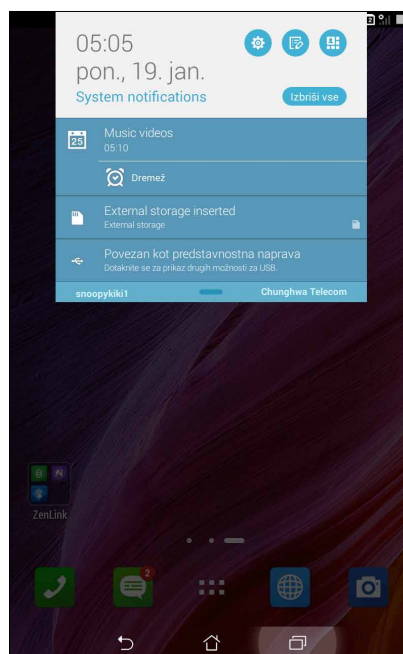 2
05:05
pon., 19. jan.
System notifications
Izbriši vse
25
Music videos
05:10
Dremež
External storage inserted
External storage
Povezan kot predstavnostna naprava
Dotaknite se za prikaz drugih možnosti za USB.
snoopykiki1
Chunghwa Telecom
ZenLink
2